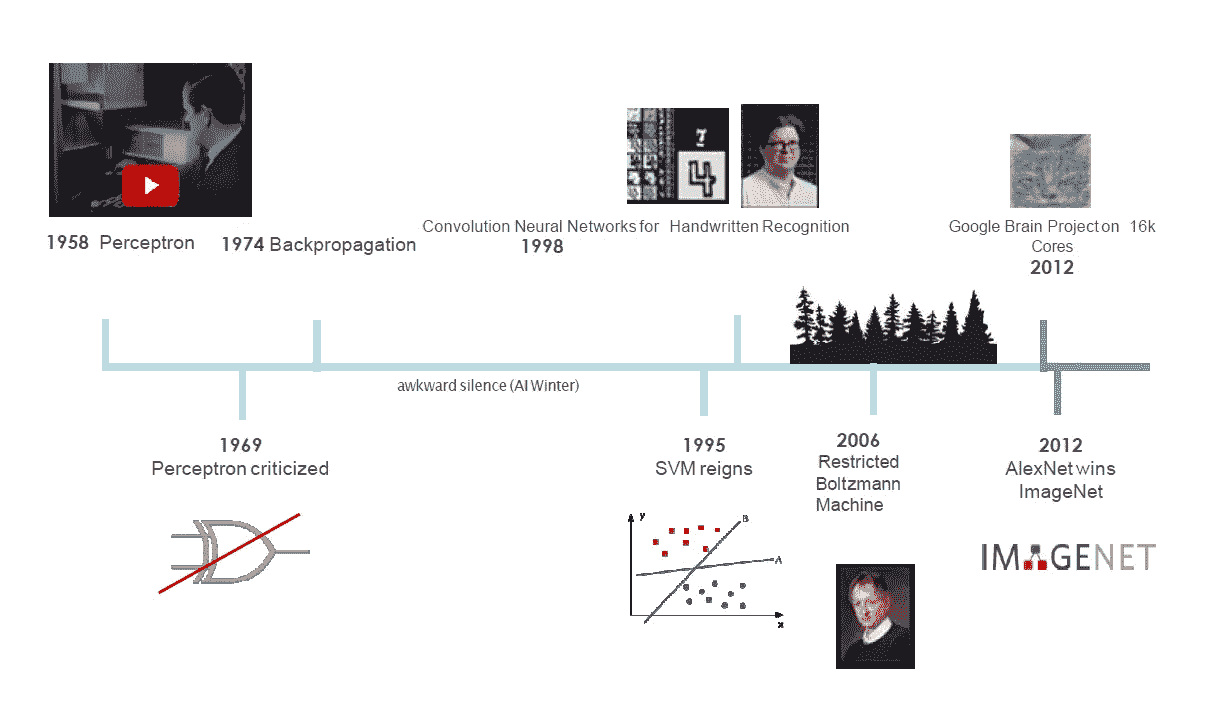 1958 Perceptron
1974 Backpropagation
Convolution Neural Networks for Handwritten Recognition
1998
Google Brain Project on 16k
Cores
2012
7
4
awkward silence (AI Winter)
1969
Perceptron criticized
1995
SVM reigns
2006
Restricted
Boltzmann
Machine
2012
AlexNet wins
ImageNet
y
B
A
x
IMAGENET